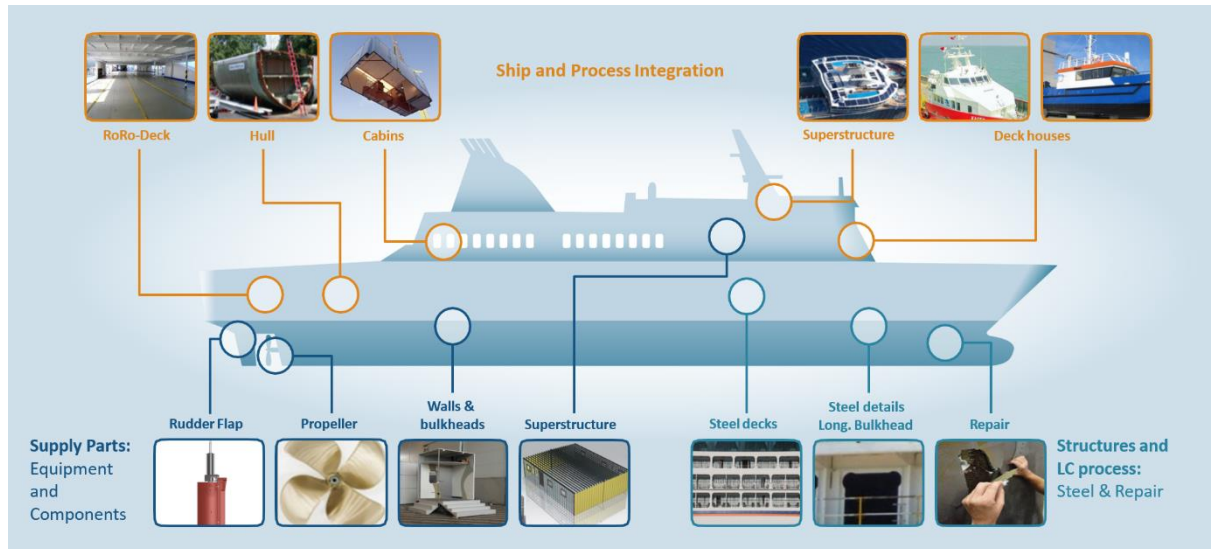 Ship and Process Integration
RoRo-Deck
Hull
Cabins
Superstructure
Deck houses
Rudder Flap
Propeller
Walls &
bulkheads
Superstructure
Steel decks
Steel details
Long. Bulkhead
Repair
Supply Parts:
Equipment
and
Components
Structures and
LC process:
Steel & Repair